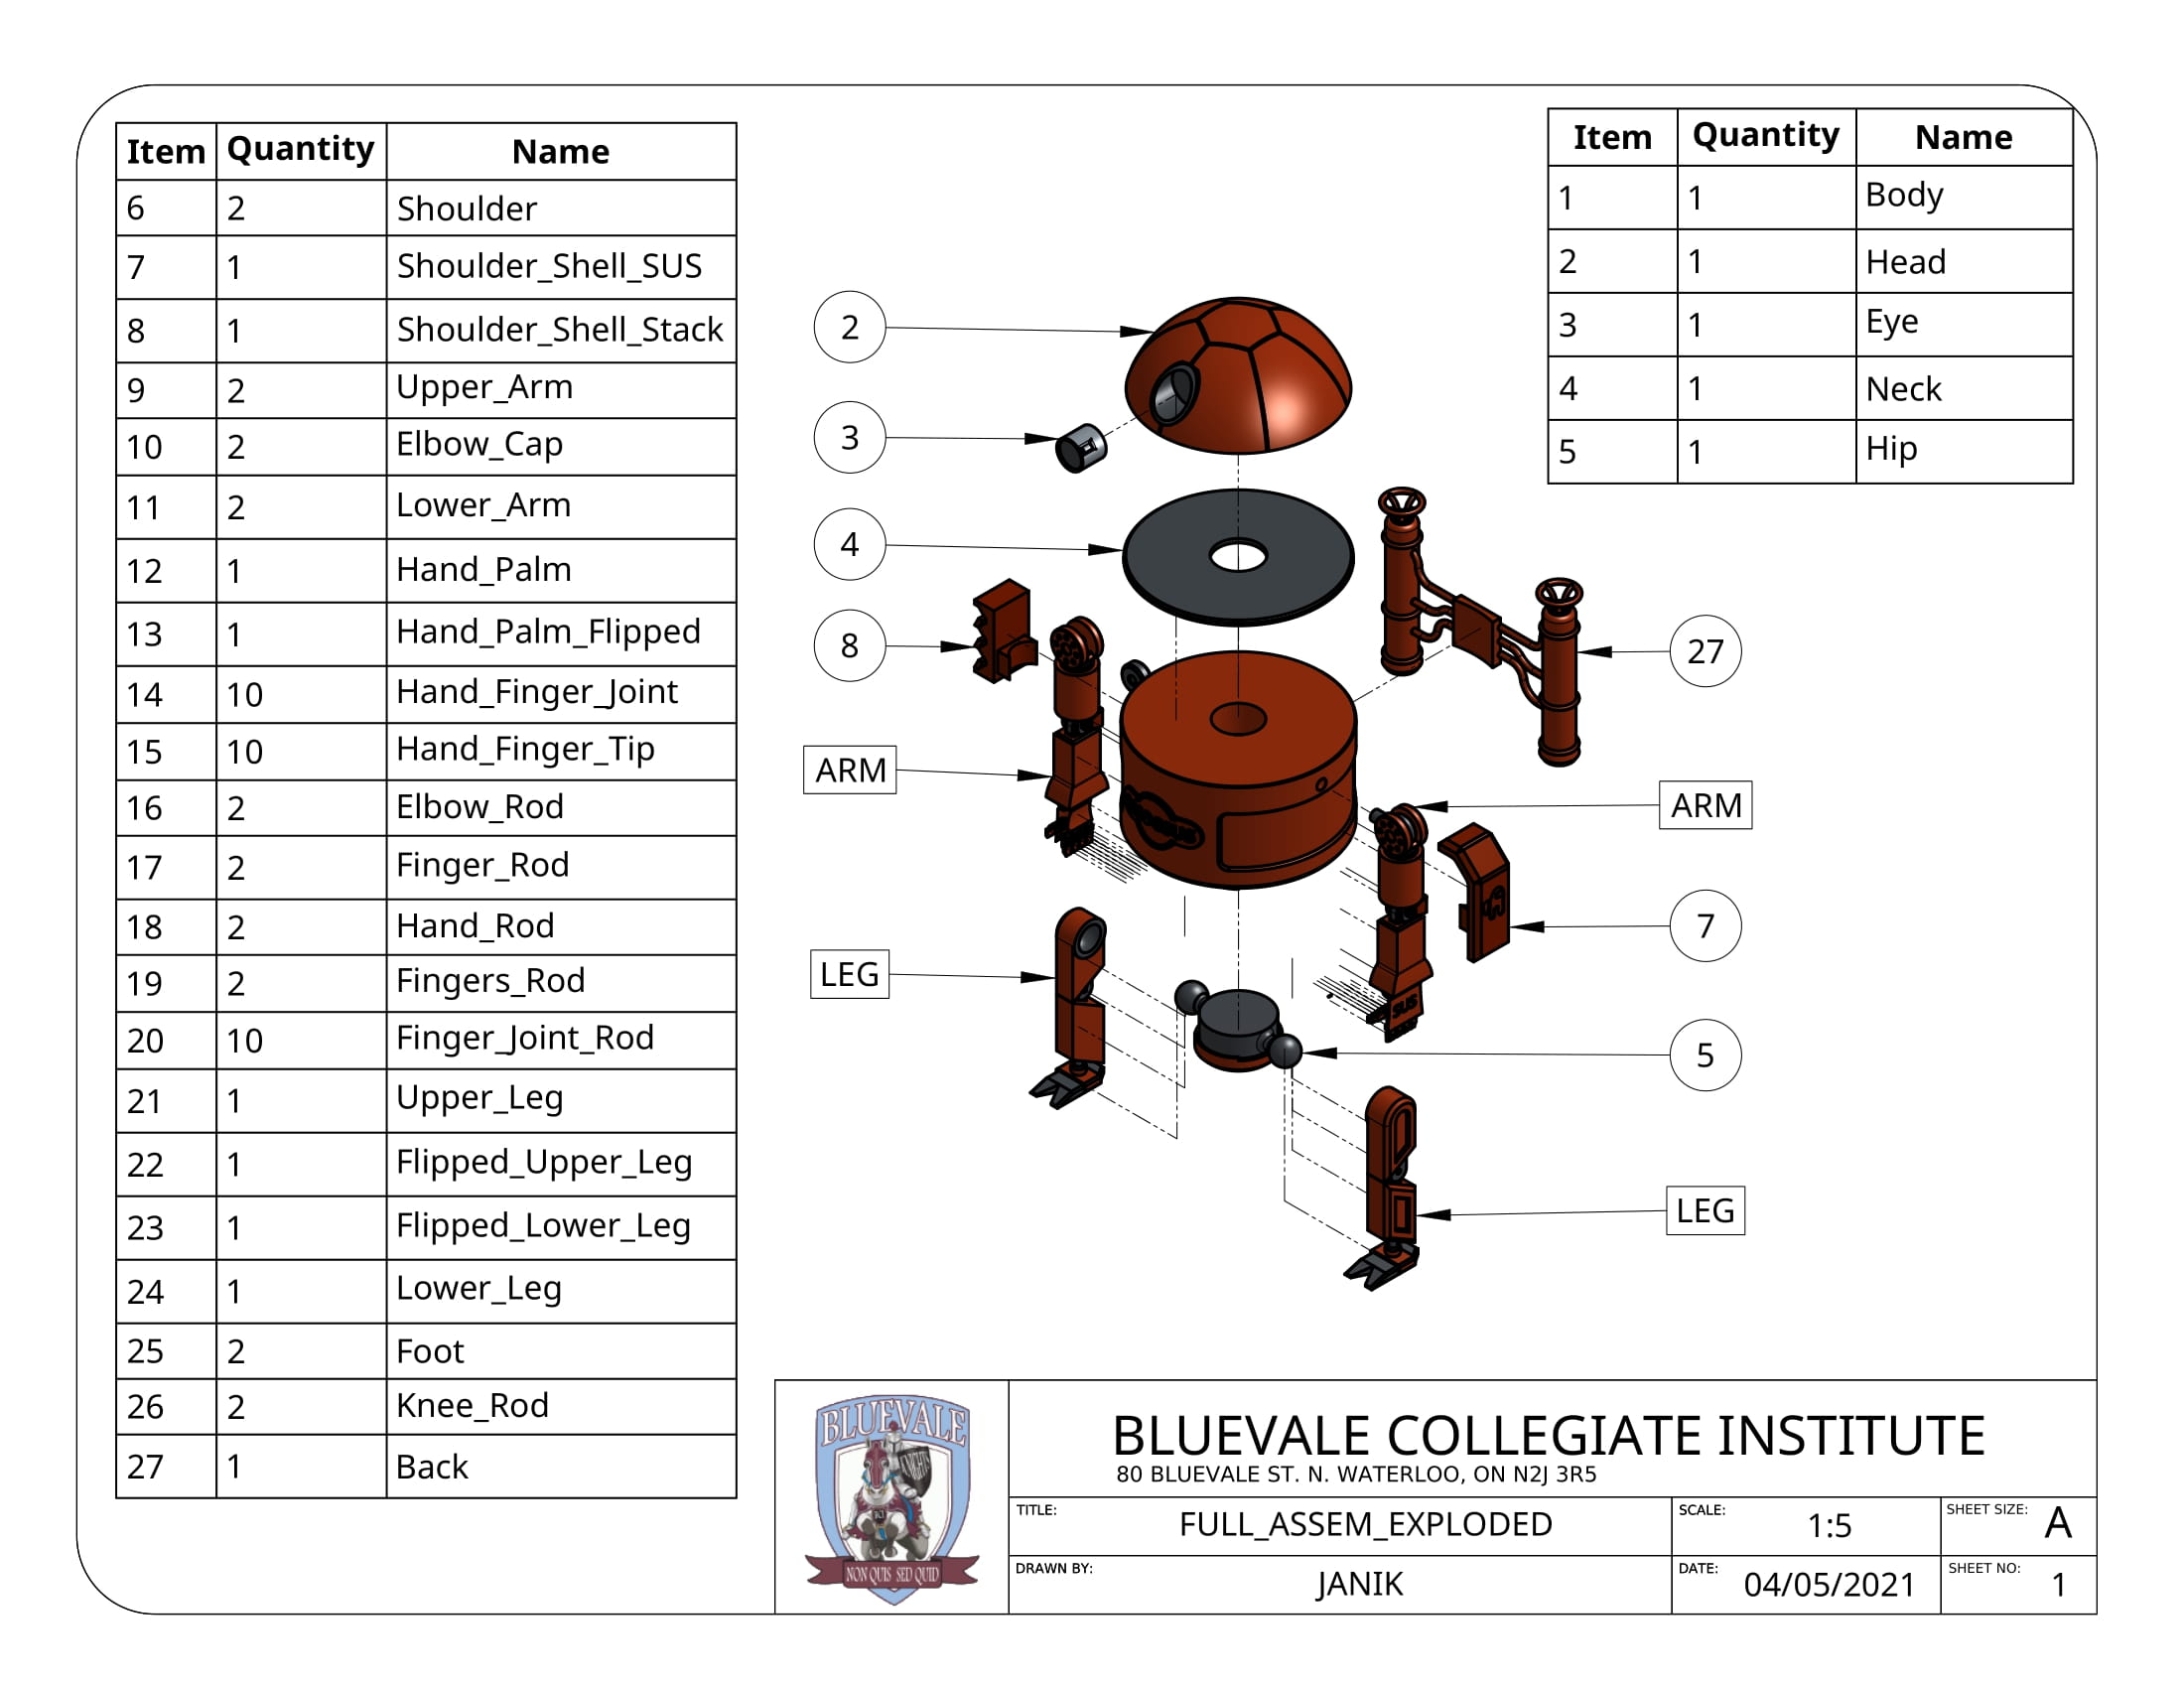 Item Quantity Name
6 2 Shoulder
7 1 Shoulder_Shell_SUS
8 1 Shoulder_Shell_Stack
9 2 Upper_Arm
10 2 Elbow_Cap
11 2 Lower_Arm
12 1 Hand_Palm
13 1 Hand_Palm_Flipped
14 10 Hand_Finger_Joint
15 10 Hand_Finger_Tip
16 2 Elbow_Rod
17 2 Finger_Rod
18 2 Hand_Rod
19 2 Fingers_Rod
20 10 Finger_Joint_Rod
21 1 Upper_Leg
22 1 Flipped_Upper_Leg
23 1 Flipped_Lower_Leg
24 1 Lower_Leg
25 2 Foot
26 2 Knee_Rod
27 1 Back
Item Quantity Name
1 1 Body
2 1 Head
3 1 Eye
4 1 Neck
5 1 Hip
2
3
4
8
27
ARM
ARM
7
LEG
SUS
5
LEG
BLUEVALE
KNIGHTS
BCI
NON QUIS SED QUID
BLUEVALE COLLEGIATE INSTITUTE
80 BLUEVALE ST. N. WATERLOO, ON N2J 3R5
TITLE: FULL_ASSEM_EXPLODED
SCALE: 1:5
SHEET SIZE: A
DRAWN BY: JANIK
DATE: 04/05/2021
SHEET NO: 1